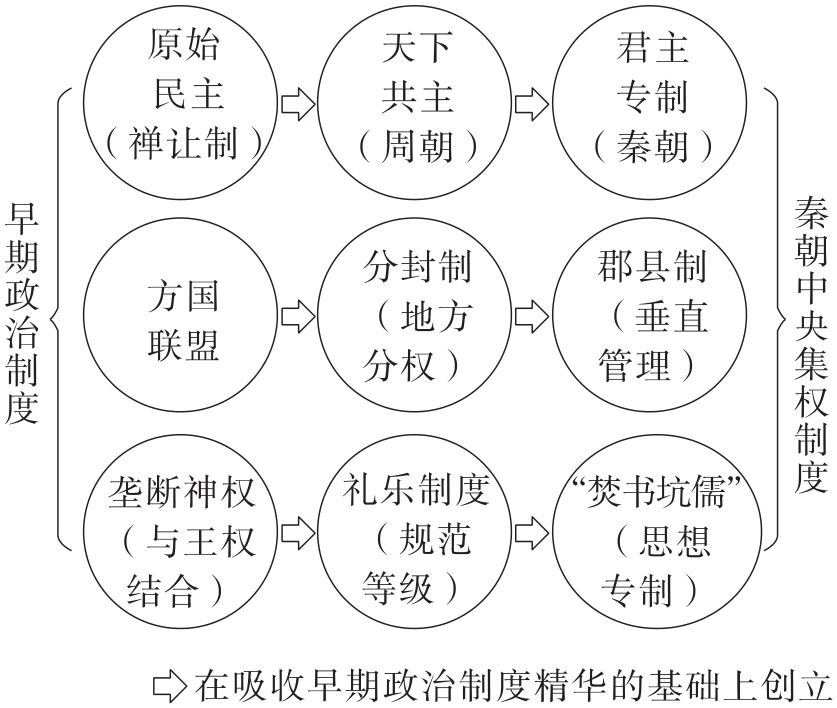 早期政治制度
原始
民主
（禅让制）
天下
共主
（周朝）
君主
专制
（秦朝）
方国
联盟
分封制
（地方
分权）
郡县制
（垂直
管理）
垄断神权
（与王权
结合）
礼乐制度
（规范
等级）
“焚书坑儒”
（思想
专制）
秦朝中央集权制度
在吸收早期政治制度精华的基础上创立